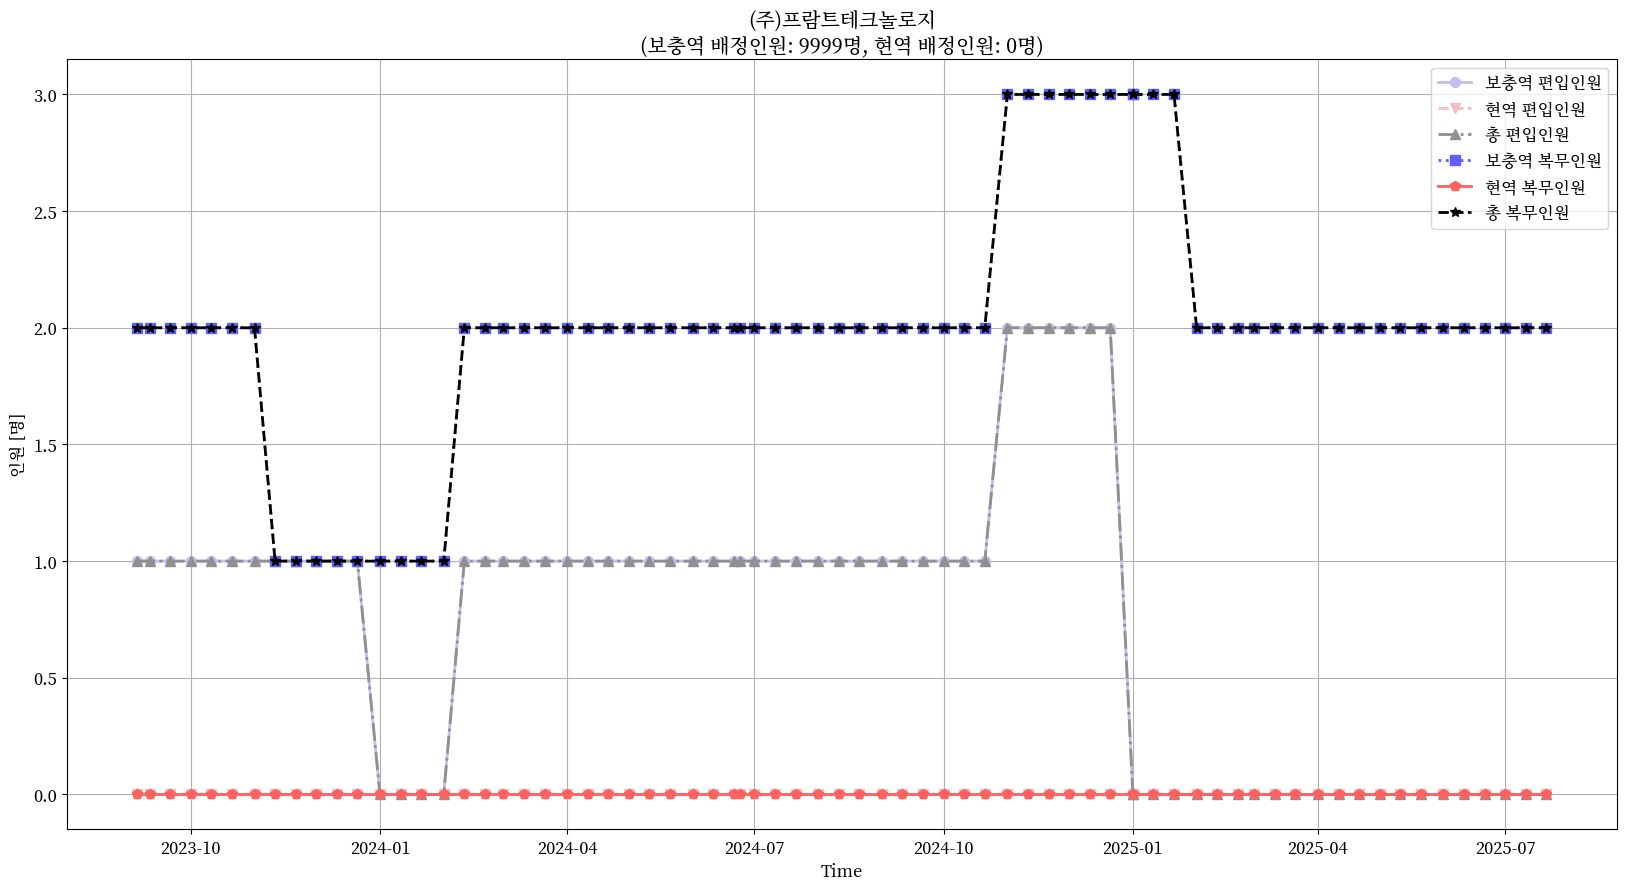 (주)프람트테크놀로지
(보충역 배정인원: 9999명, 현역 배정인원: 0명)
보충역 편입인원
현역 편입인원
총 편입인원
보충역 복무인원
현역 복무인원
총 복무인원
인원 [명]
3.0
2.5
2.0
1.5
1.0
0.5
0.0
2023-10
2024-01
2024-04
2024-07
2024-10
2025-01
2025-04
2025-07
Time